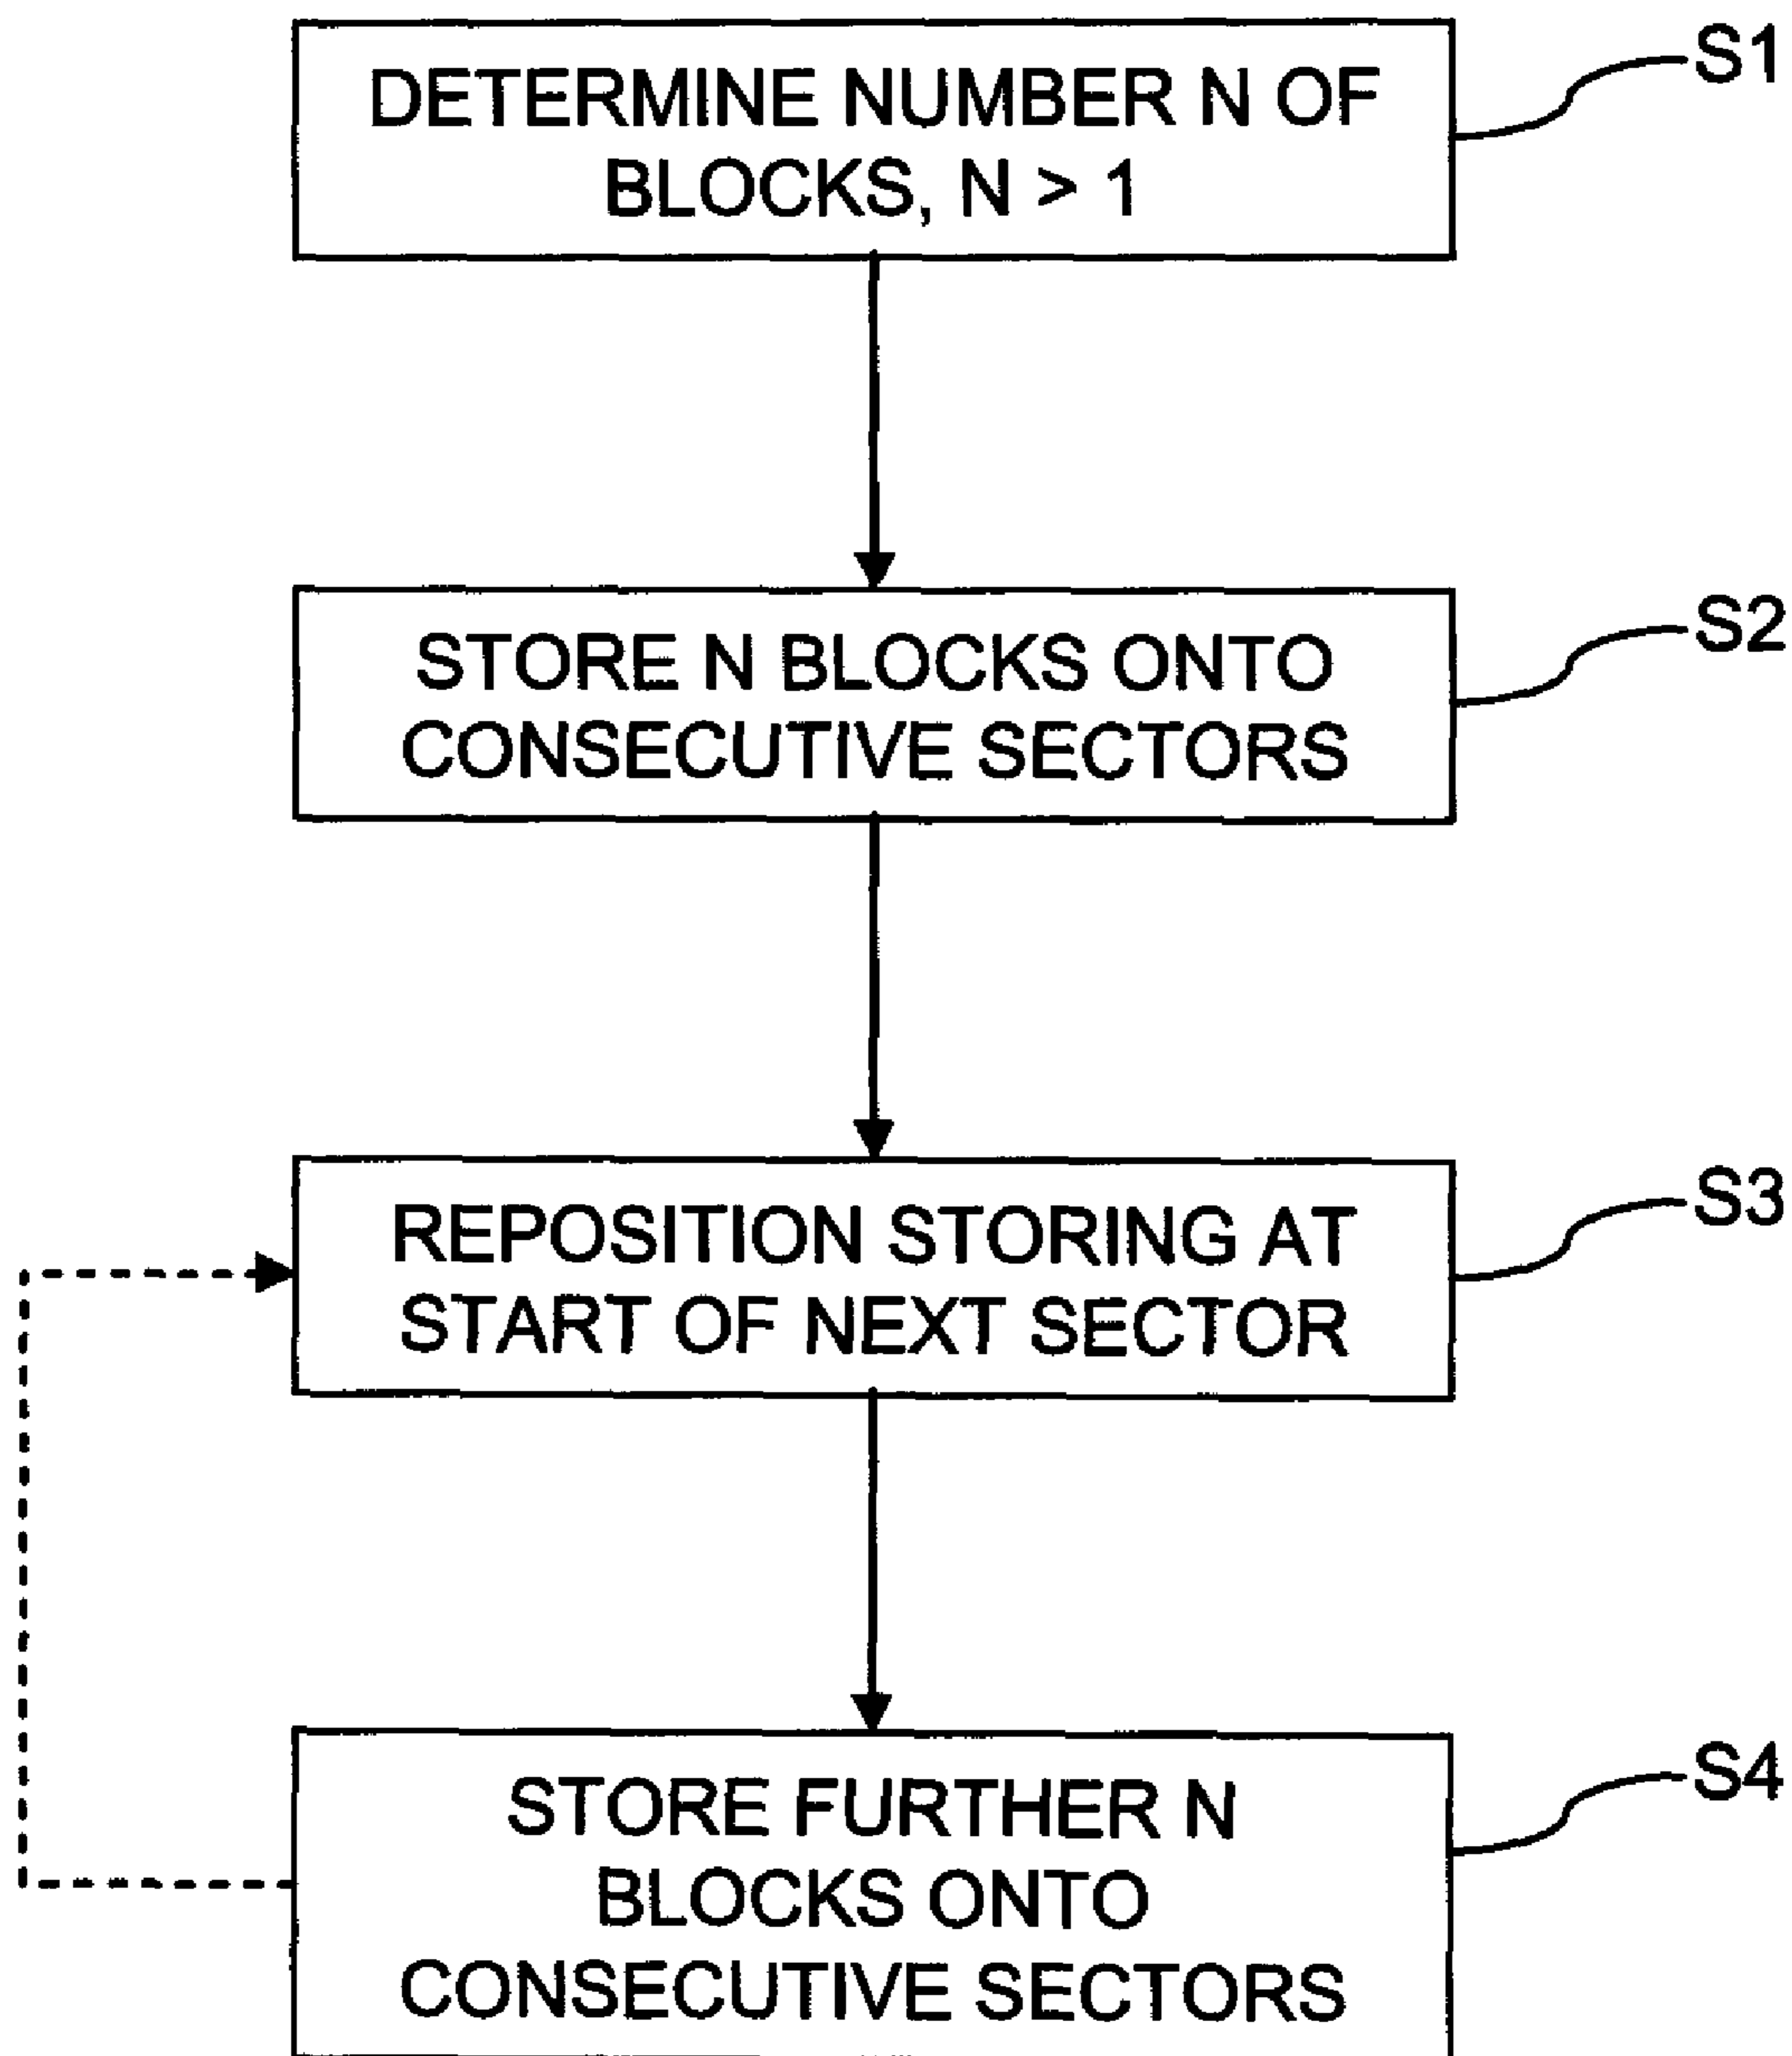 DETERMINE NUMBER N OF
BLOCKS, N > 1
S1
STORE N BLOCKS ONTO
CONSECUTIVE SECTORS
S2
REPOSITION STORING AT
START OF NEXT SECTOR
S3
STORE FURTHER N
BLOCKS ONTO
CONSECUTIVE SECTORS
S4